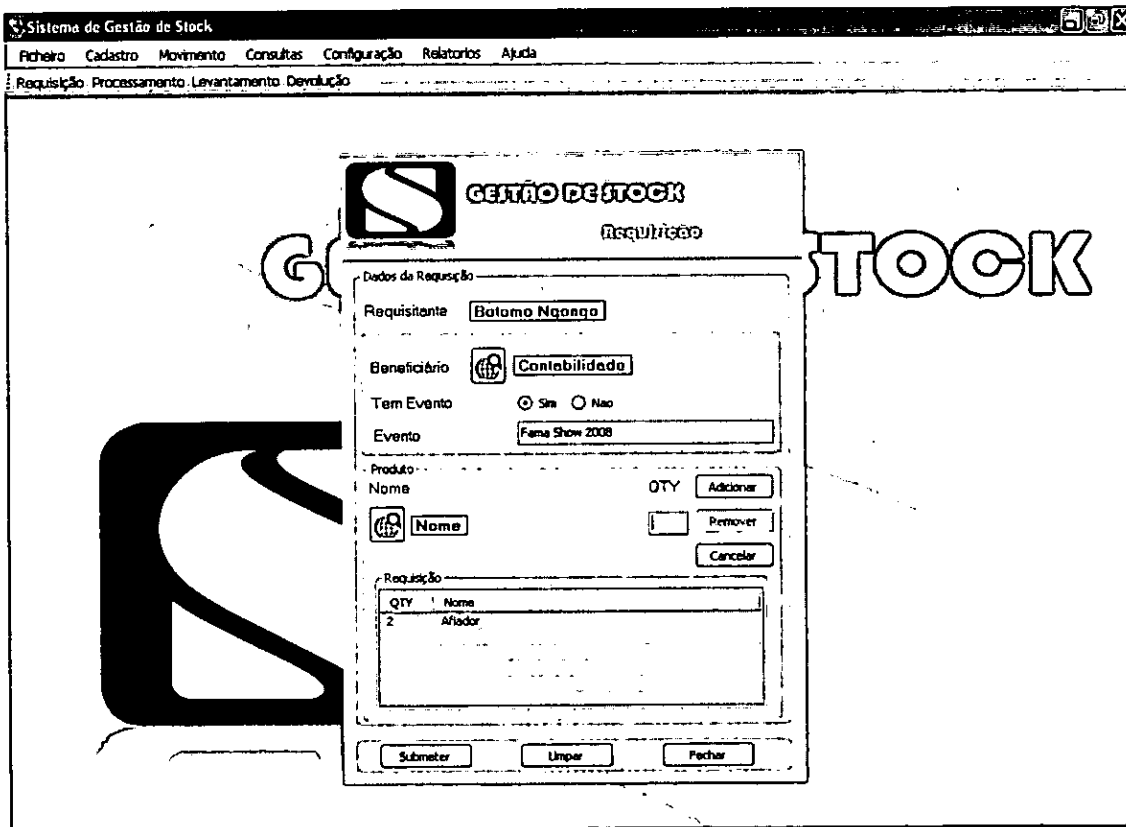 Sistema de Gestão de Stock
Ficheiro Cadastro Movimento Consultas Configuração Relatorios Ajuda
Requisição Processamento Levantamento Devolução
GESTÃO DE STOCK
Requizição
G STOCK
Dados da Requisição
Requisitante Botomo Ngongo
Beneficiário Contabilidade
Tem Evento Sim Nao
Evento Fama Show 2008
Produto
Nome QTY Adicionar
Nome Remover
Cancelar
Requisição
QTY Nome
2 Afiador
Submeter Limpar Fechar